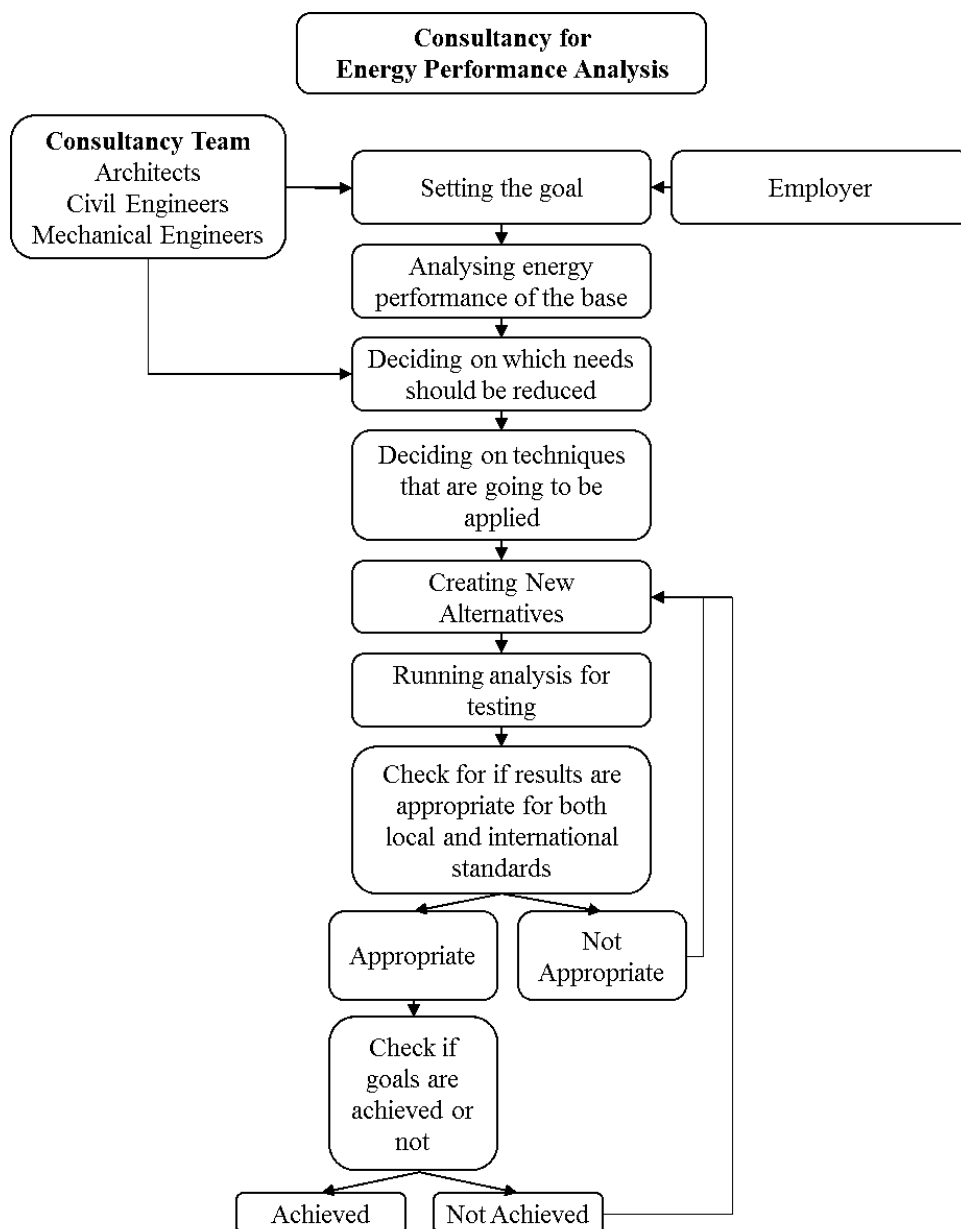 Consultancy for
Energy Performance Analysis
Consultancy Team
Architects
Civil Engineers
Mechanical Engineers
Setting the goal
Employer
Analysing energy
performance of the base
Deciding on which needs
should be reduced
Deciding on techniques
that are going to be
applied
Creating New
Alternatives
Running analysis for
testing
Check for if results are
appropriate for both
local and international
standards
Appropriate
Not
Appropriate
Check if
goals are
achieved or
not
Achieved
Not Achieved